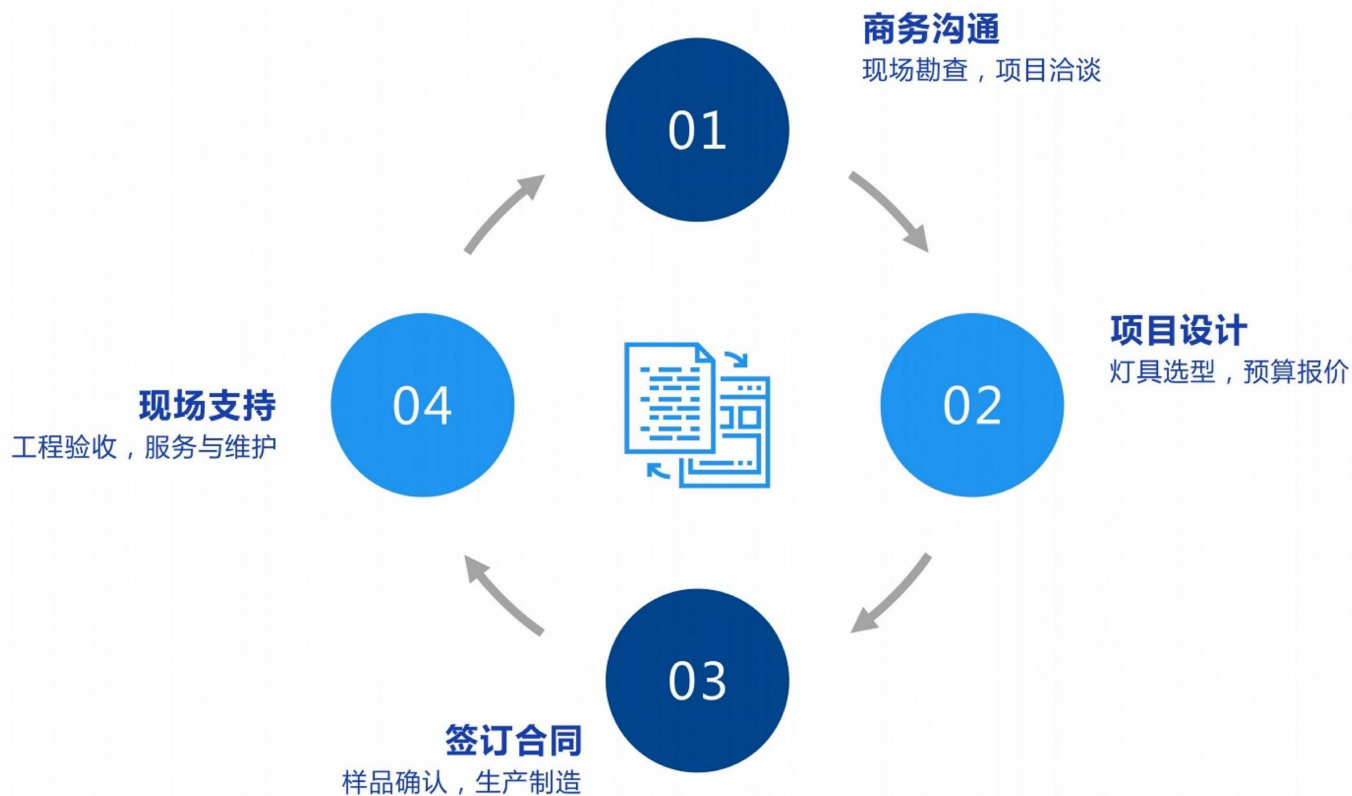 01
商务沟通
现场勘查，项目洽谈
02
项目设计
灯具选型，预算报价
03
签订合同
样品确认，生产制造
04
现场支持
工程验收，服务与维护